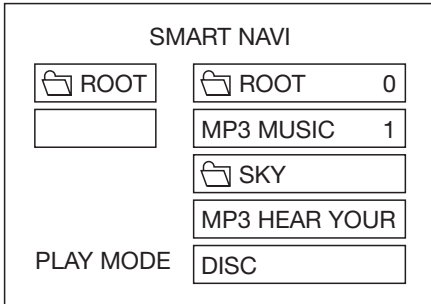 SMART NAVI
ROOT ROOT 0
MP3 MUSIC 1
SKY
MP3 HEAR YOUR
PLAY MODE DISC